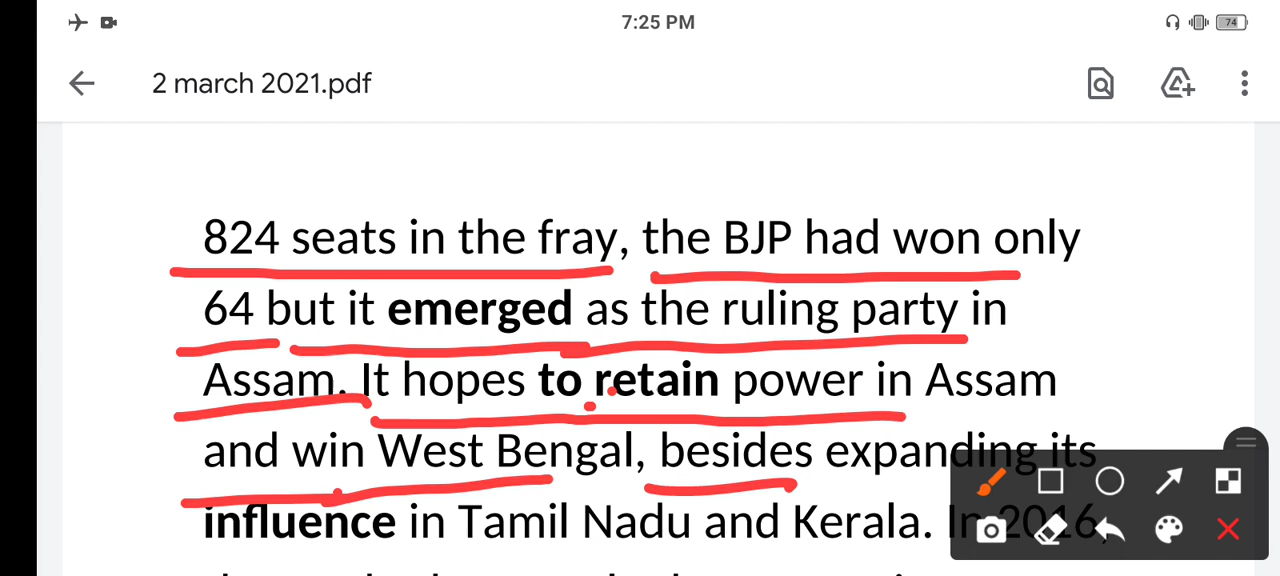 7:25 PM
74
2 march 2021.pdf
824 seats in the fray, the BJP had won only
64 but it emerged as the ruling party in
Assam. It hopes to retain power in Assam
and win West Bengal, besides expanding its
influence in Tamil Nadu and Kerala. In 2016,